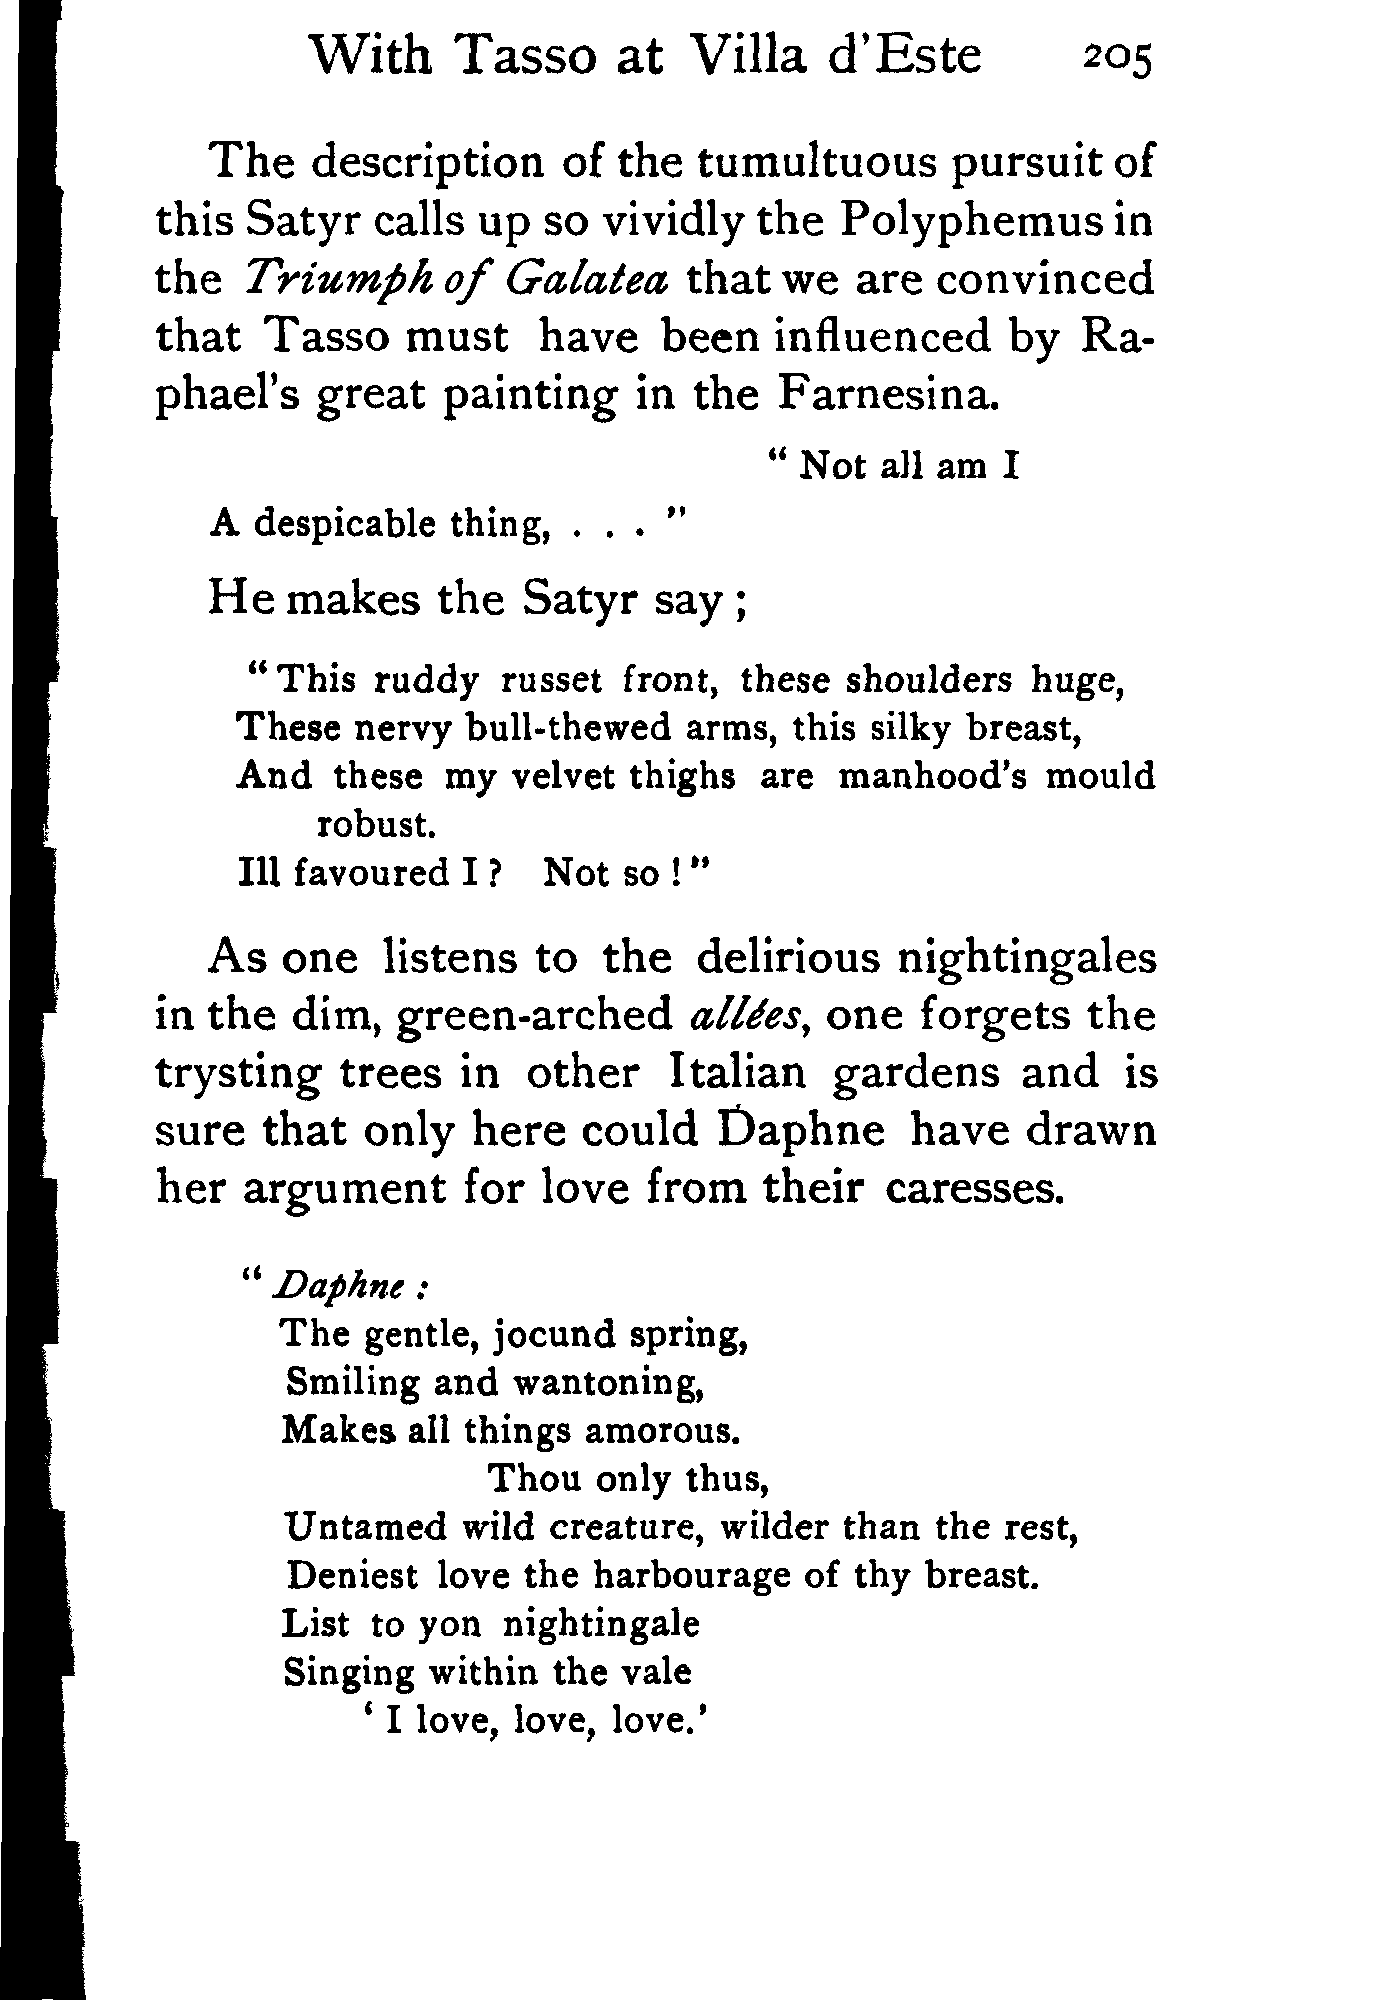 With Tasso at Villa d'Este 205
The description of the tumultuous pursuit of
this Satyr calls up so vividly the Polyphemus in
the Triumph of Galatea that we are convinced
that Tasso must have been influenced by Ra-
phael's great painting in the Farnesina.
" Not all am I
A despicable thing, . . . "
He makes the Satyr say ;
" This ruddy russet front, these shoulders huge,
These nervy bull-thewed arms, this silky breast,
And these my velvet thighs are manhood's mould
robust.
Ill favoured I ? Not so ! "
As one listens to the delirious nightingales
in the dim, green-arched allées, one forgets the
trysting trees in other Italian gardens and is
sure that only here could Daphne have drawn
her argument for love from their caresses.
" Daphne :
The gentle, jocund spring,
Smiling and wantoning,
Makes all things amorous.
Thou only thus,
Untamed wild creature, wilder than the rest,
Deniest love the harbourage of thy breast.
List to yon nightingale
Singing within the vale
' I love, love, love.'